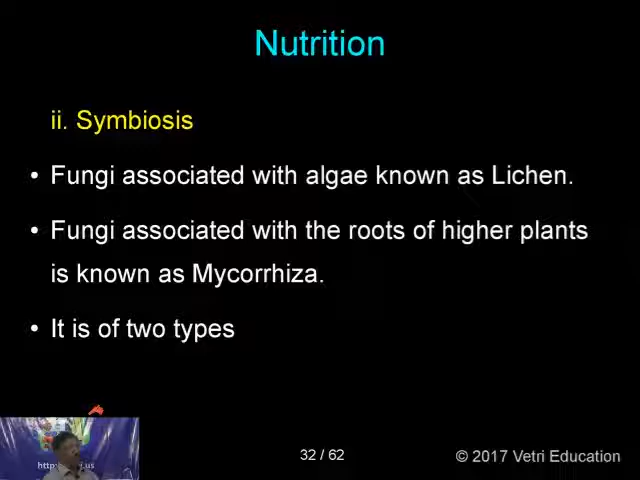 Nutrition
ii. Symbiosis
• Fungi associated with algae known as Lichen.
• Fungi associated with the roots of higher plants
is known as Mycorrhiza.
• It is of two types
32 / 62
© 2017 Vetri Education